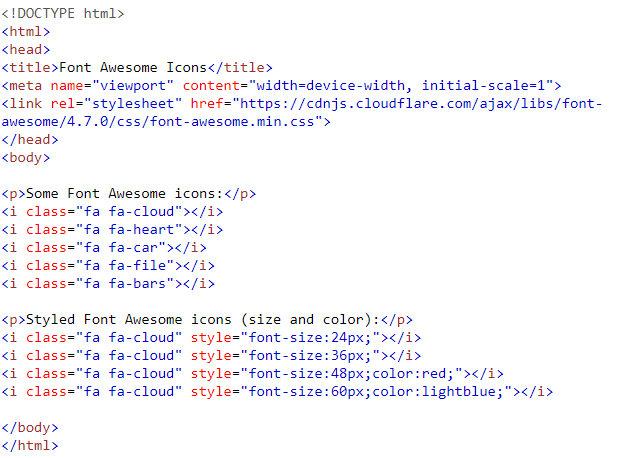 <!DOCTYPE html>
<html>
<head>
<title>Font Awesome Icons</title>
<meta name="viewport" content="width=device-width, initial-scale=1">
<link rel="stylesheet" href="https://cdnjs.cloudflare.com/ajax/libs/font-
awesome/4.7.0/css/font-awesome.min.css">
</head>
<body>

<p>Some Font Awesome icons:</p>
<i class="fa fa-cloud"></i>
<i class="fa fa-heart"></i>
<i class="fa fa-car"></i>
<i class="fa fa-file"></i>
<i class="fa fa-bars"></i>

<p>Styled Font Awesome icons (size and color):</p>
<i class="fa fa-cloud" style="font-size:24px;"></i>
<i class="fa fa-cloud" style="font-size:36px;"></i>
<i class="fa fa-cloud" style="font-size:48px;color:red;"></i>
<i class="fa fa-cloud" style="font-size:60px;color:lightblue;"></i>

</body>
</html>